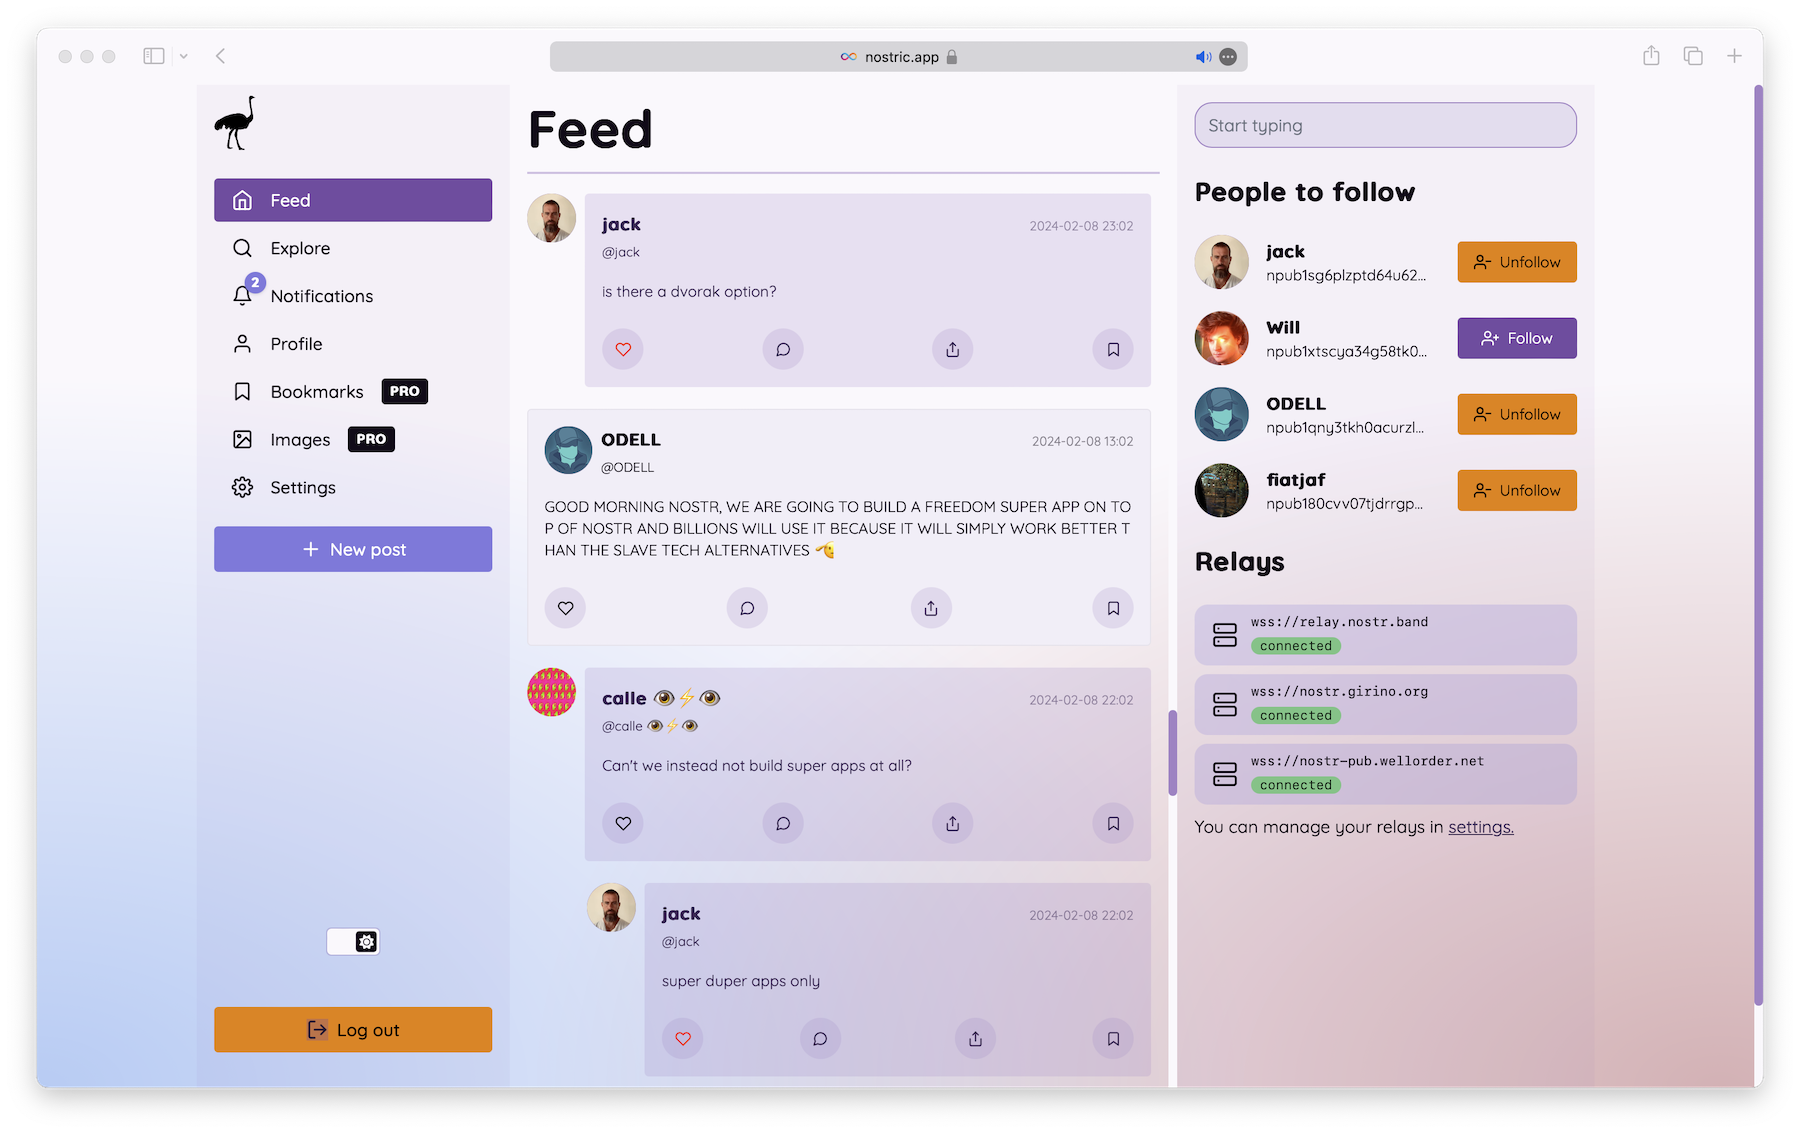 nostric.app
Feed
Explore
2
Notifications
Profile
Bookmarks PRO
Images PRO
Settings
New post
Log out
Feed
jack
2024-02-08 23:02
@jack
is there a dvorak option?
ODELL
2024-02-08 13:02
@ODELL
GOOD MORNING NOSTR, WE ARE GOING TO BUILD A FREEDOM SUPER APP ON TO
P OF NOSTR AND BILLIONS WILL USE IT BECAUSE IT WILL SIMPLY WORK BETTER T
HAN THE SLAVE TECH ALTERNATIVES 🫡
calle 👁️⚡👁️
2024-02-08 22:02
@calle 👁️⚡👁️
Can't we instead not build super apps at all?
jack
2024-02-08 22:02
@jack
super duper apps only
Start typing
People to follow
jack
npub1sg6plzptd64u62...
Unfollow
Will
npub1xtscya34g58tk0...
Follow
ODELL
npub1qny3tkh0acurzl...
Unfollow
fiatjaf
npub180cvv07tjdrrgp...
Unfollow
Relays
wss://relay.nostr.band
connected
wss://nostr.girino.org
connected
wss://nostr-pub.wellorder.net
connected
You can manage your relays in settings.